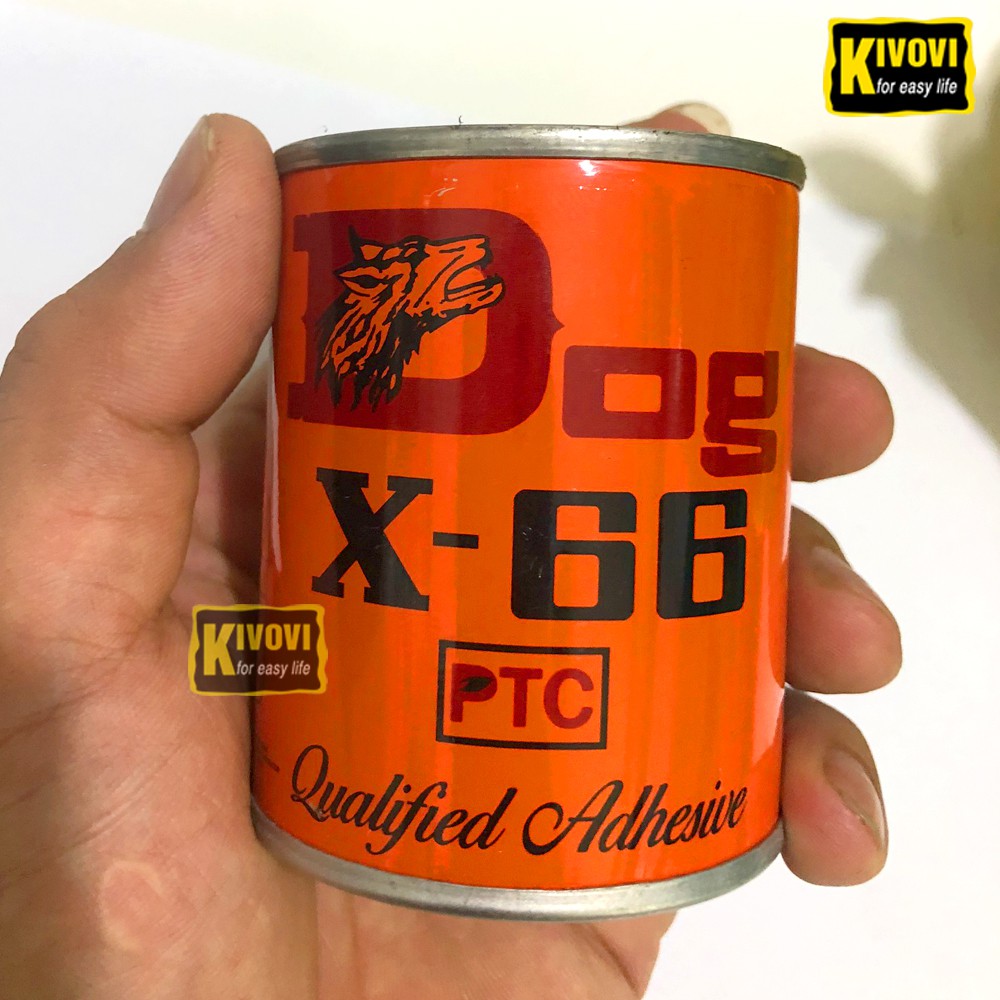 KIVOVI
for easy life
Dog
X-66
KIVOVI
for easy life
PTC
Qualified Adhesive